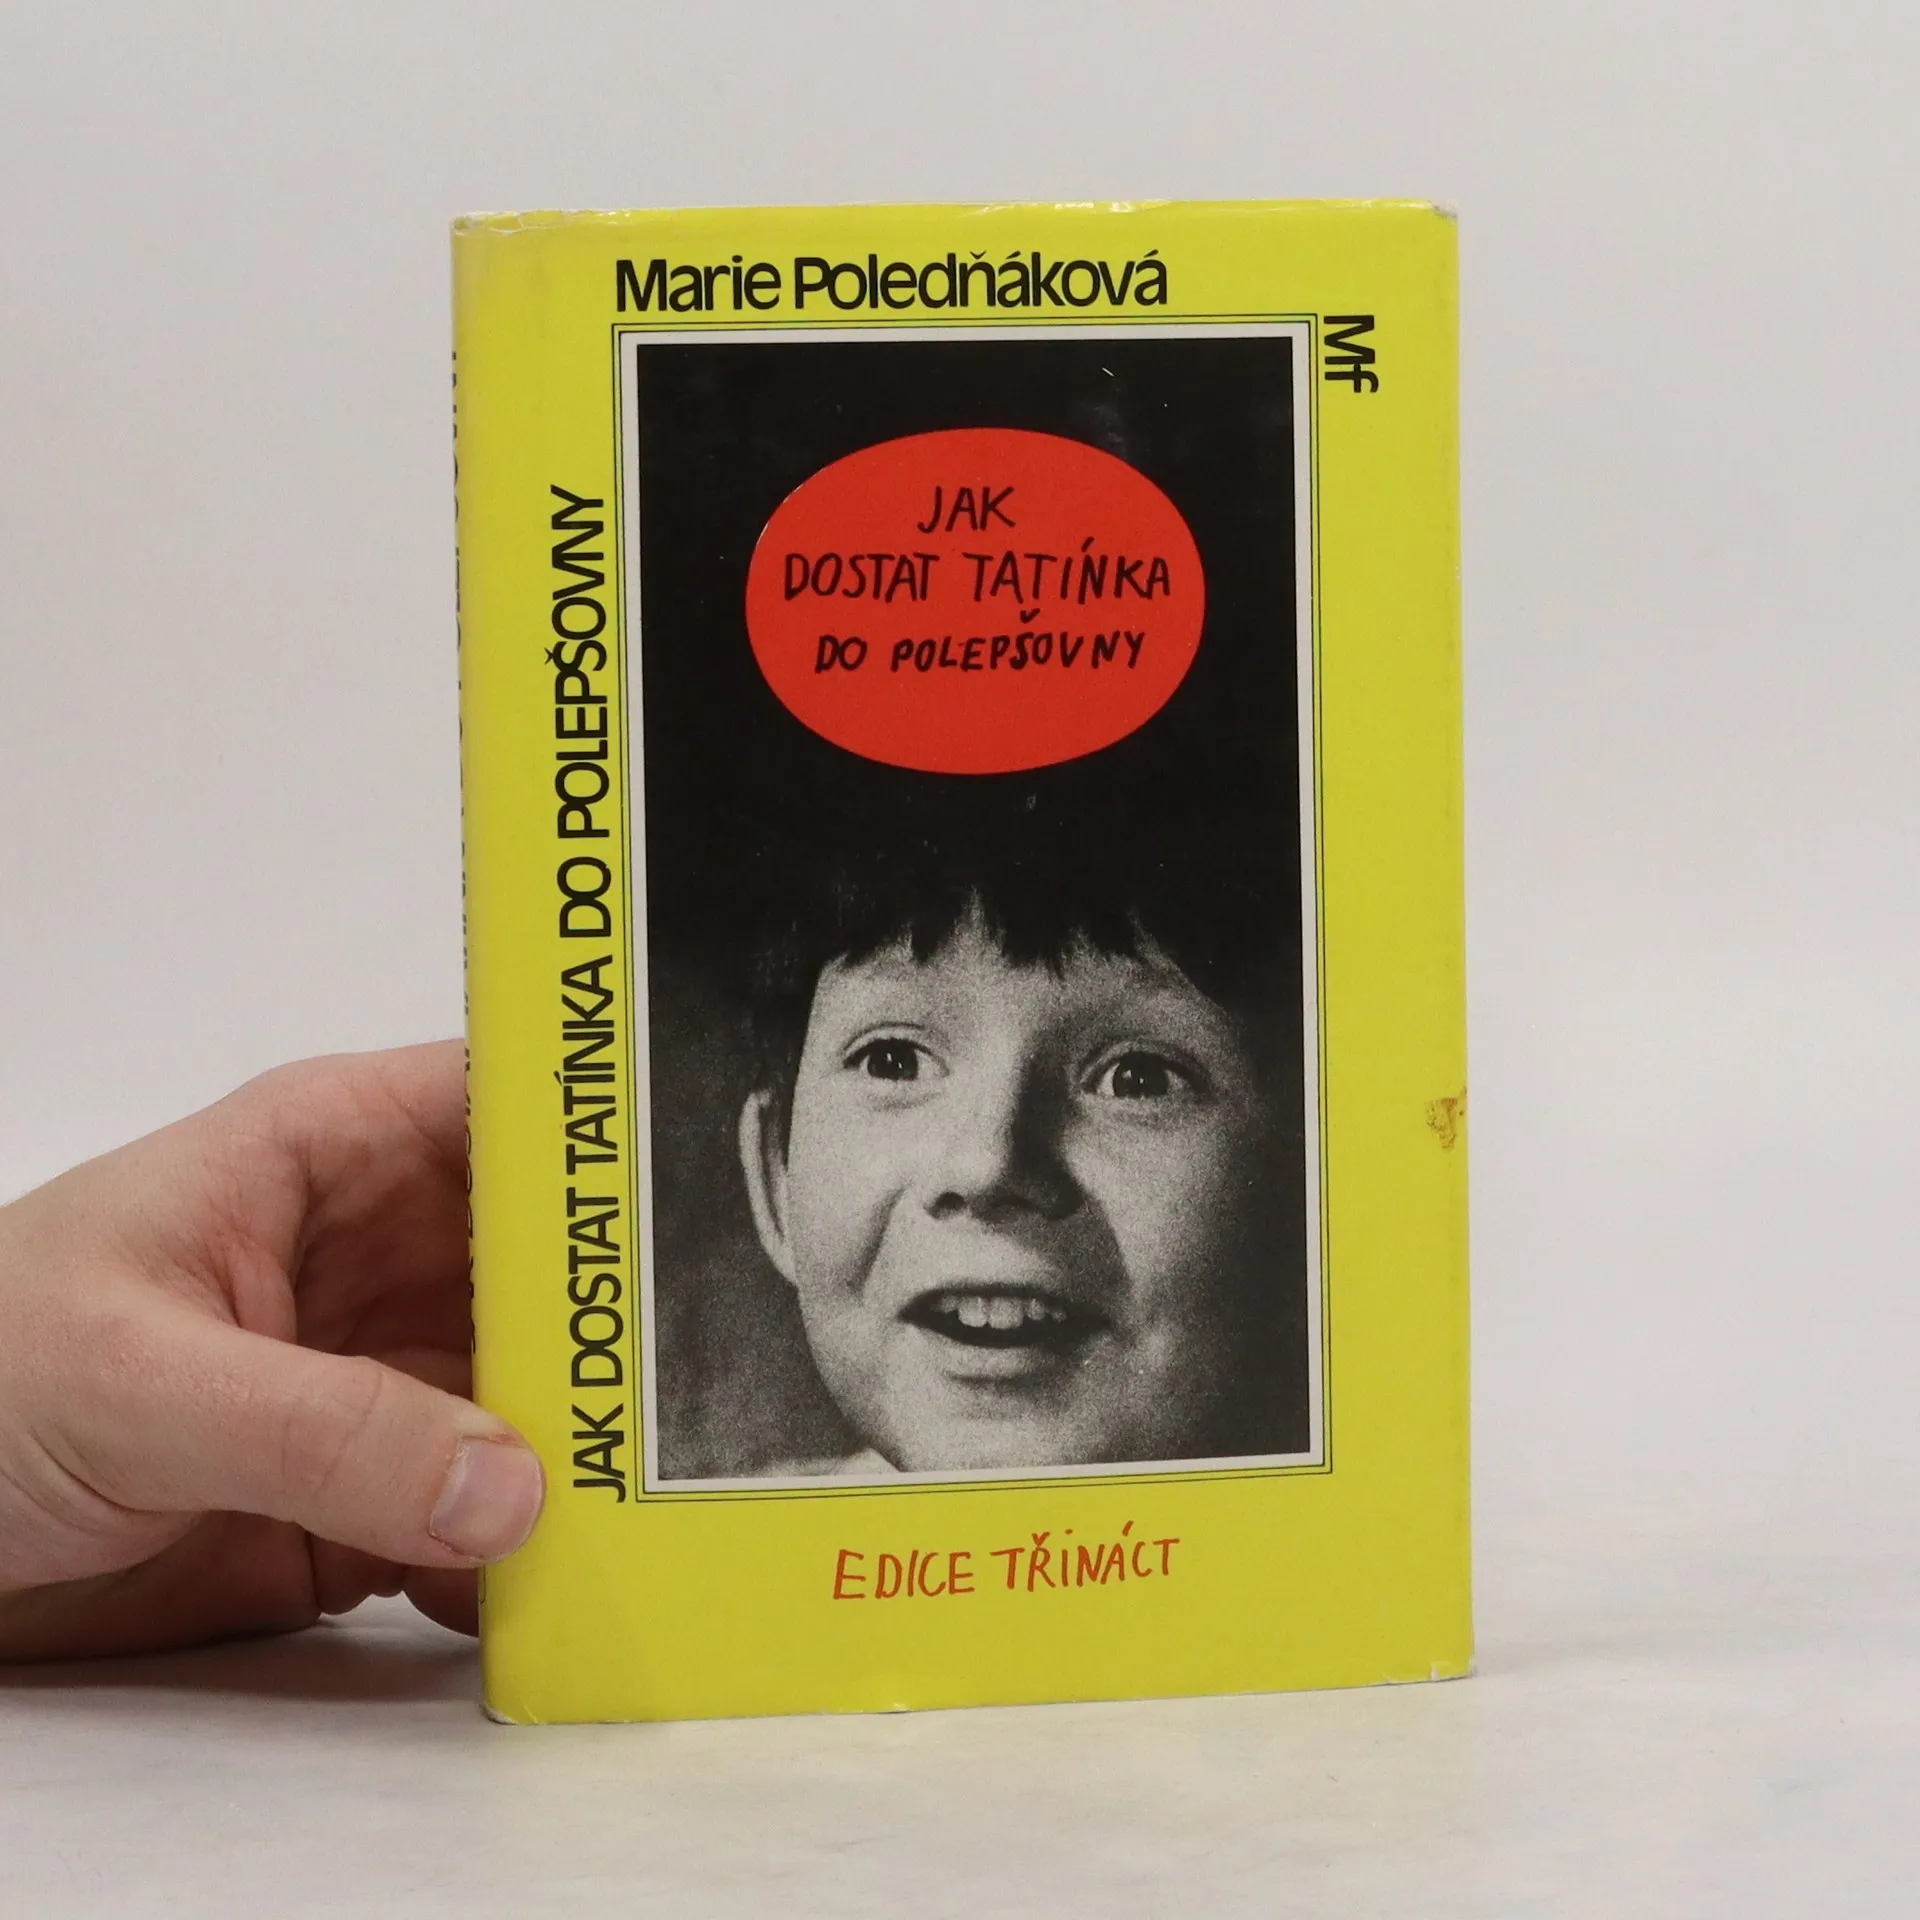 Marie Poledňáková
Mf
JAK DOSTAT TATÍNKA DO POLEPŠOVNY
JAK
DOSTAT TATÍNKA
DO POLEPŠOVNY
EDICE TŘINÁCT